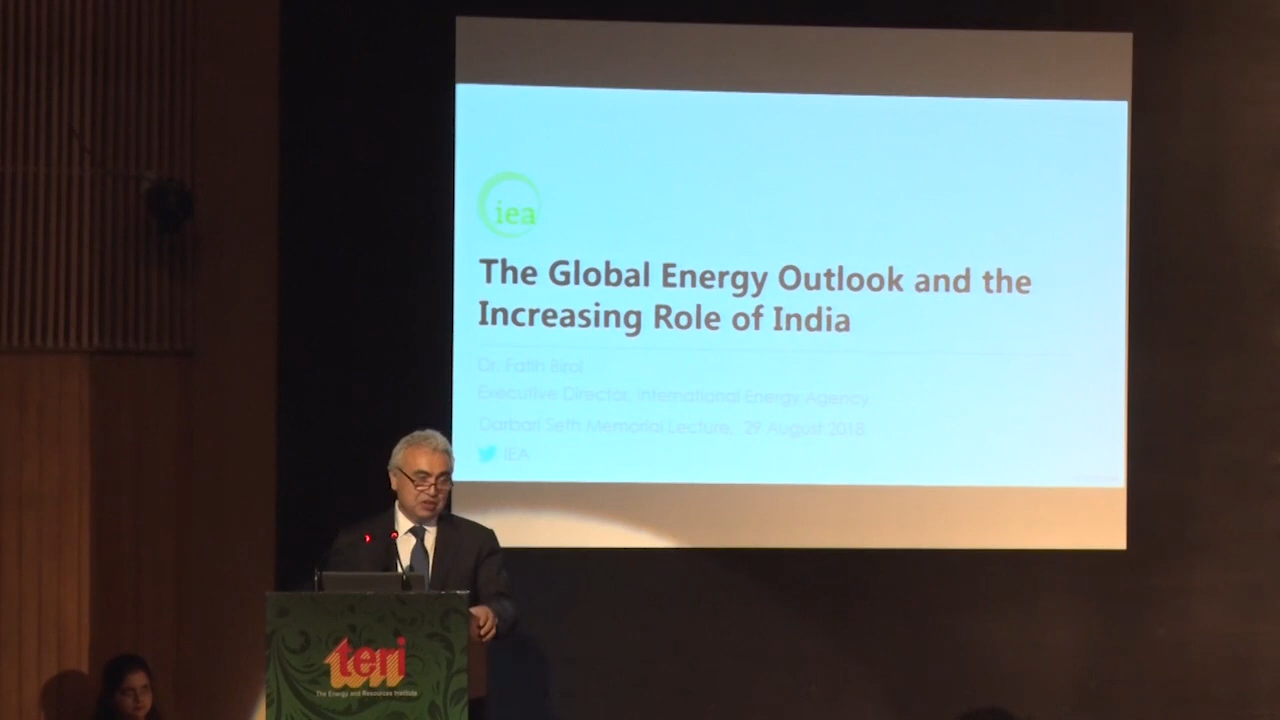 iea
The Global Energy Outlook and the
Increasing Role of India
Dr. Fatih Birol
Executive Director, International Energy Agency
Darbari Seth Memorial Lecture, 29 August 2018
IEA
teri
The Energy and Resources Institute